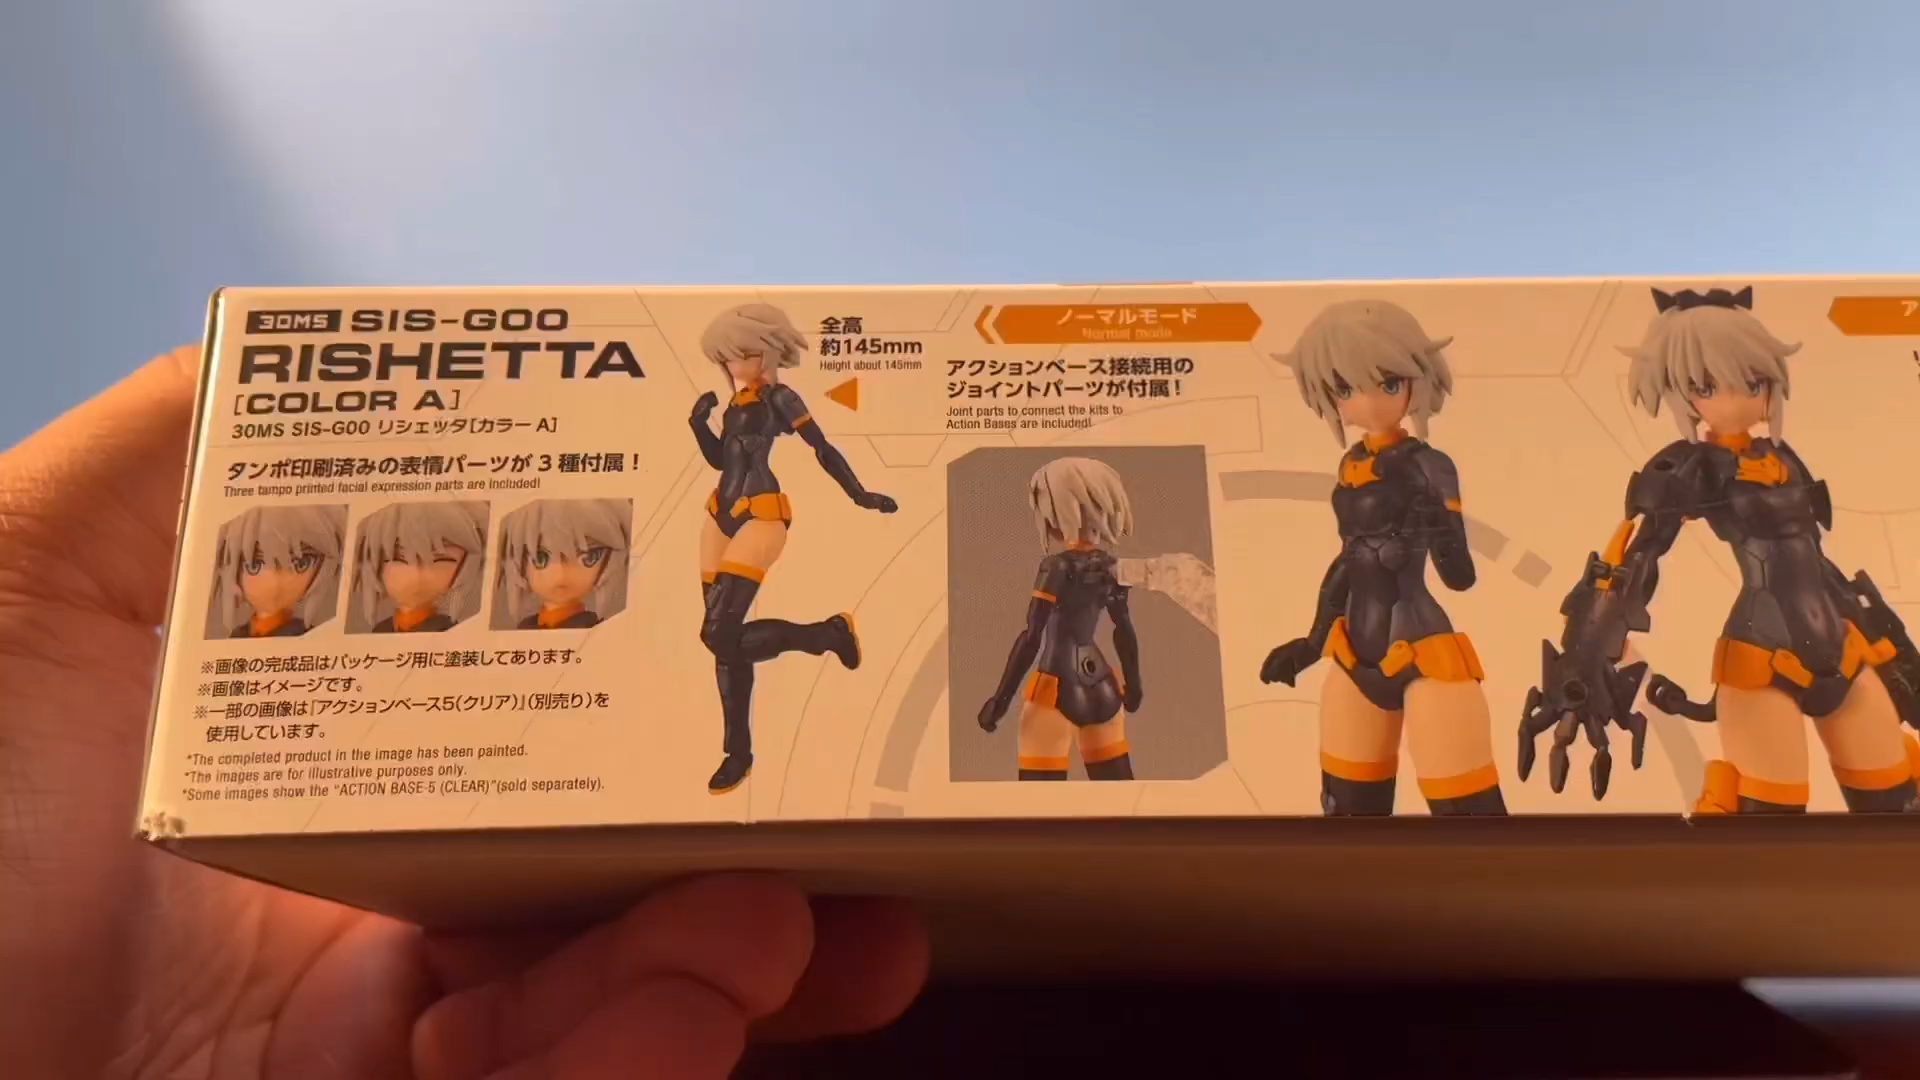 30MS SIS-G00
RISHETTA
[COLOR A]
30MS SIS-G00 リシェッタ[カラー A]
タンポ印刷済みの表情パーツが3種付属！
Three tampo printed facial expression parts are included!
※画像の完成品はパッケージ用に塗装してあります。
※画像はイメージです。
※一部の画像は『アクションベース5(クリア)』(別売り)を
使用しています。
*The completed product in the image has been painted.
*The images are for illustrative purposes only.
*Some images show the "ACTION BASE-5 (CLEAR)"(sold separately).
全高
約145mm
Height about 145mm
ノーマルモード
Normal mode
アクションベース接続用の
ジョイントパーツが付属！
Joint parts to connect the kits to
Action Bases are included!
ア